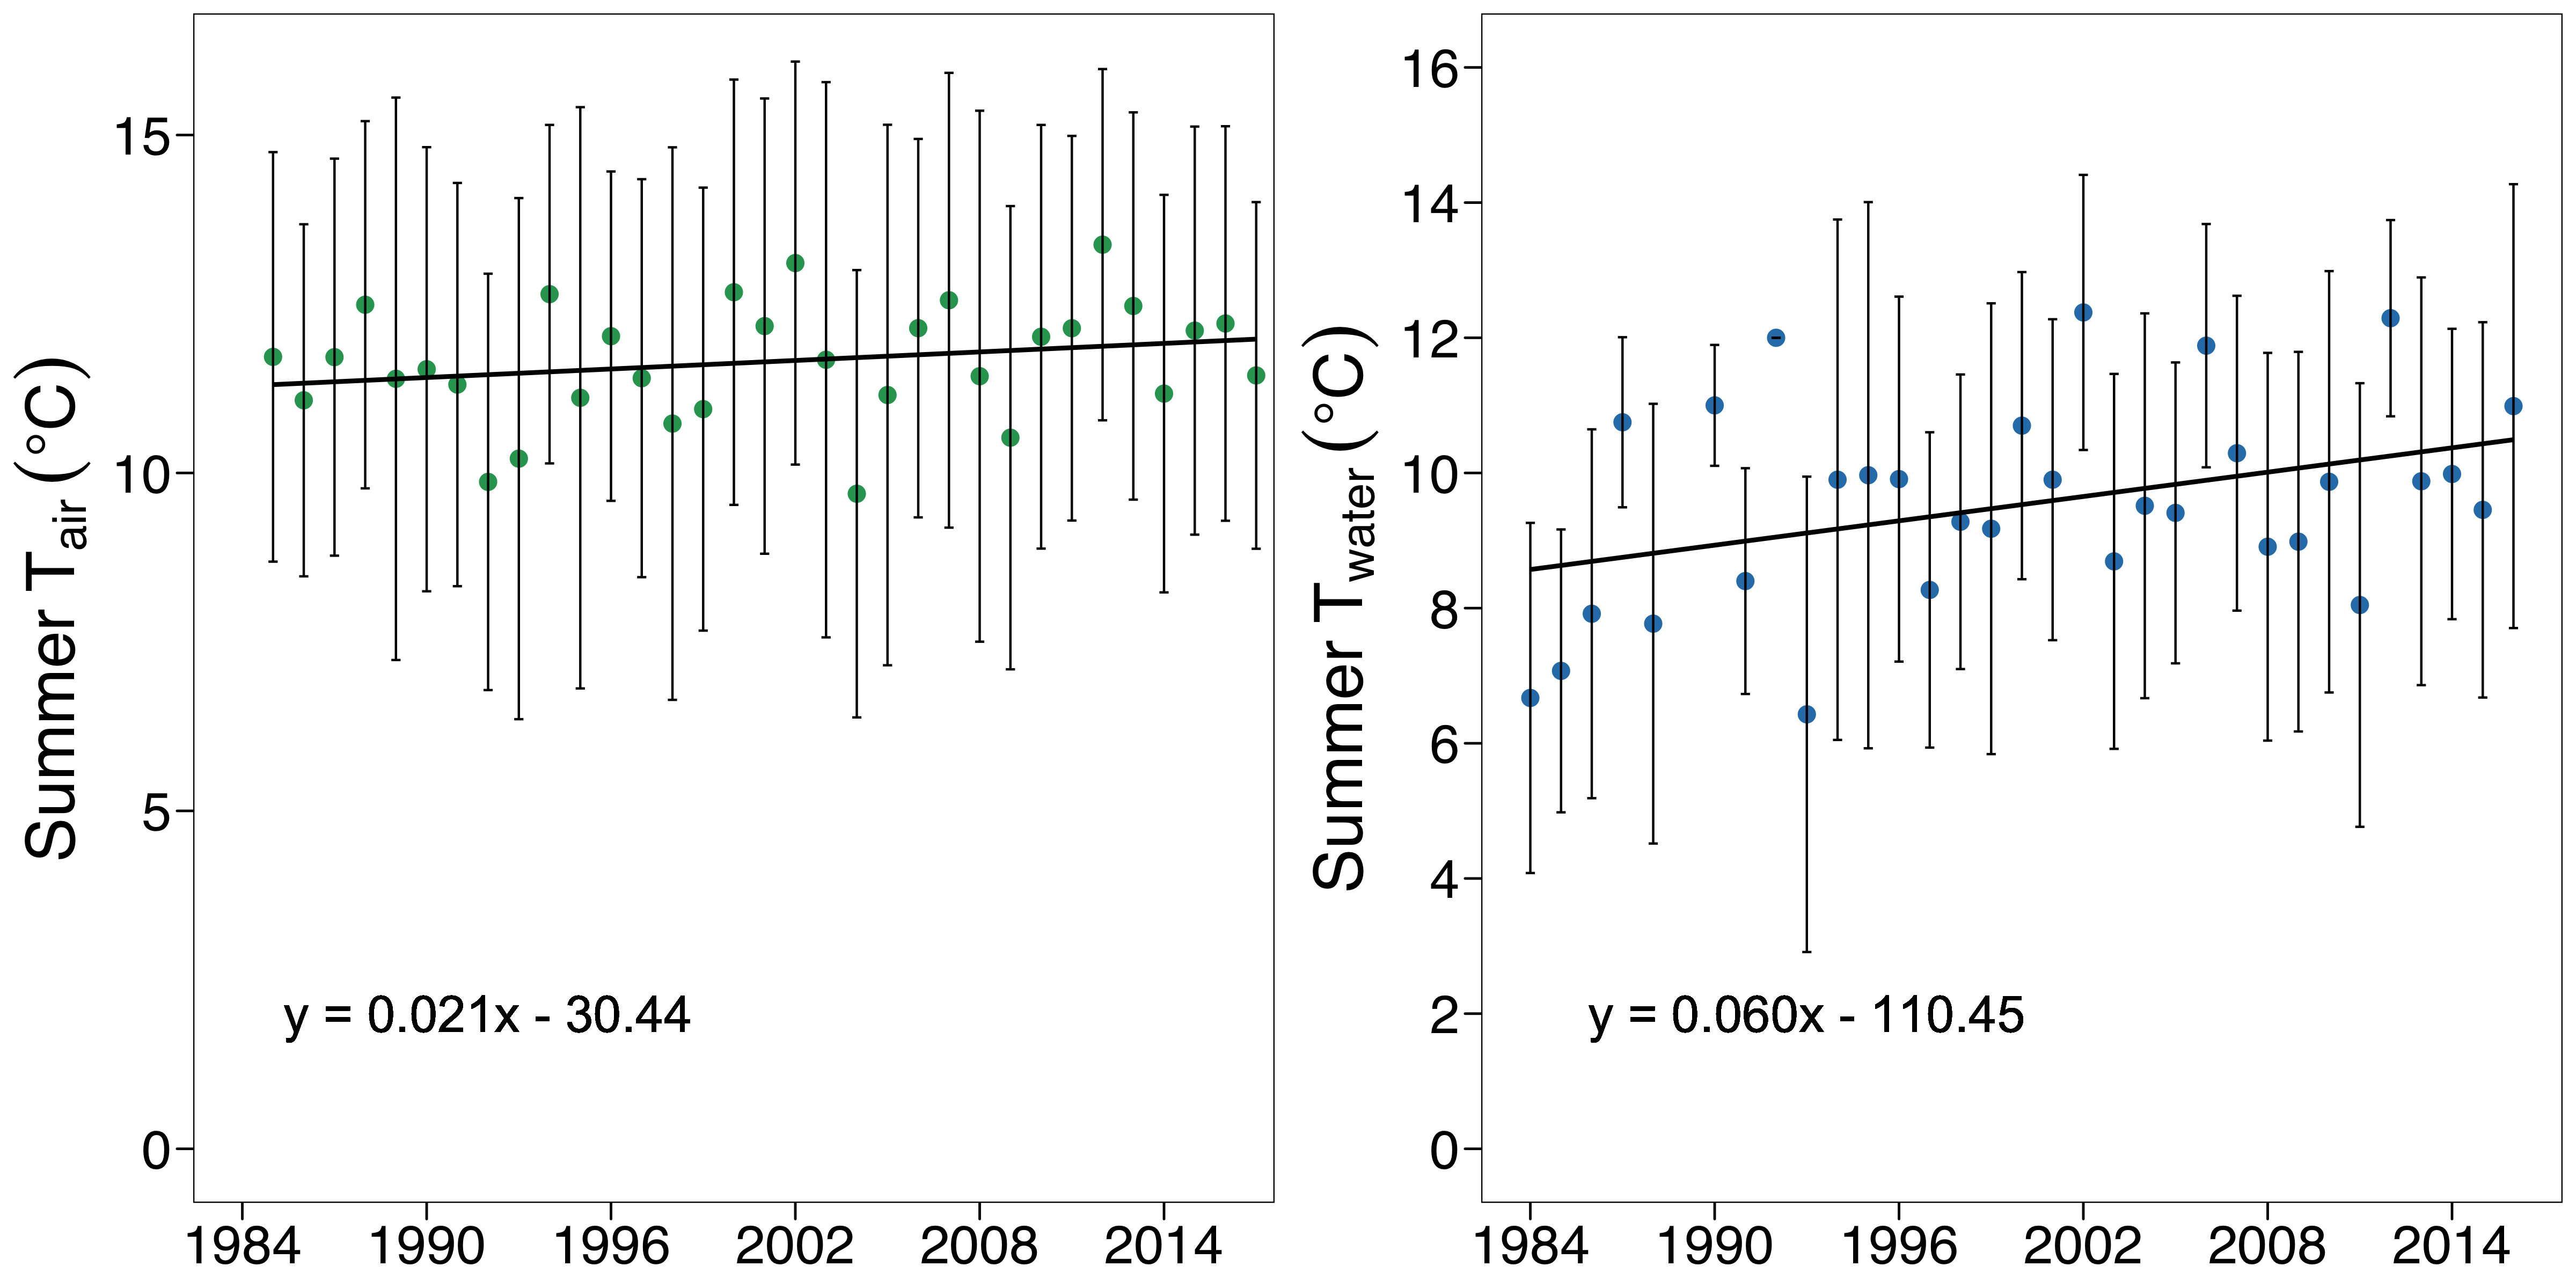 Summer Tair (°C)
15
10
5
0
y = 0.021x - 30.44
1984 1990 1996 2002 2008 2014
Summer Twater (°C)
16
14
12
10
8
6
4
2
0
y = 0.060x - 110.45
1984 1990 1996 2002 2008 2014